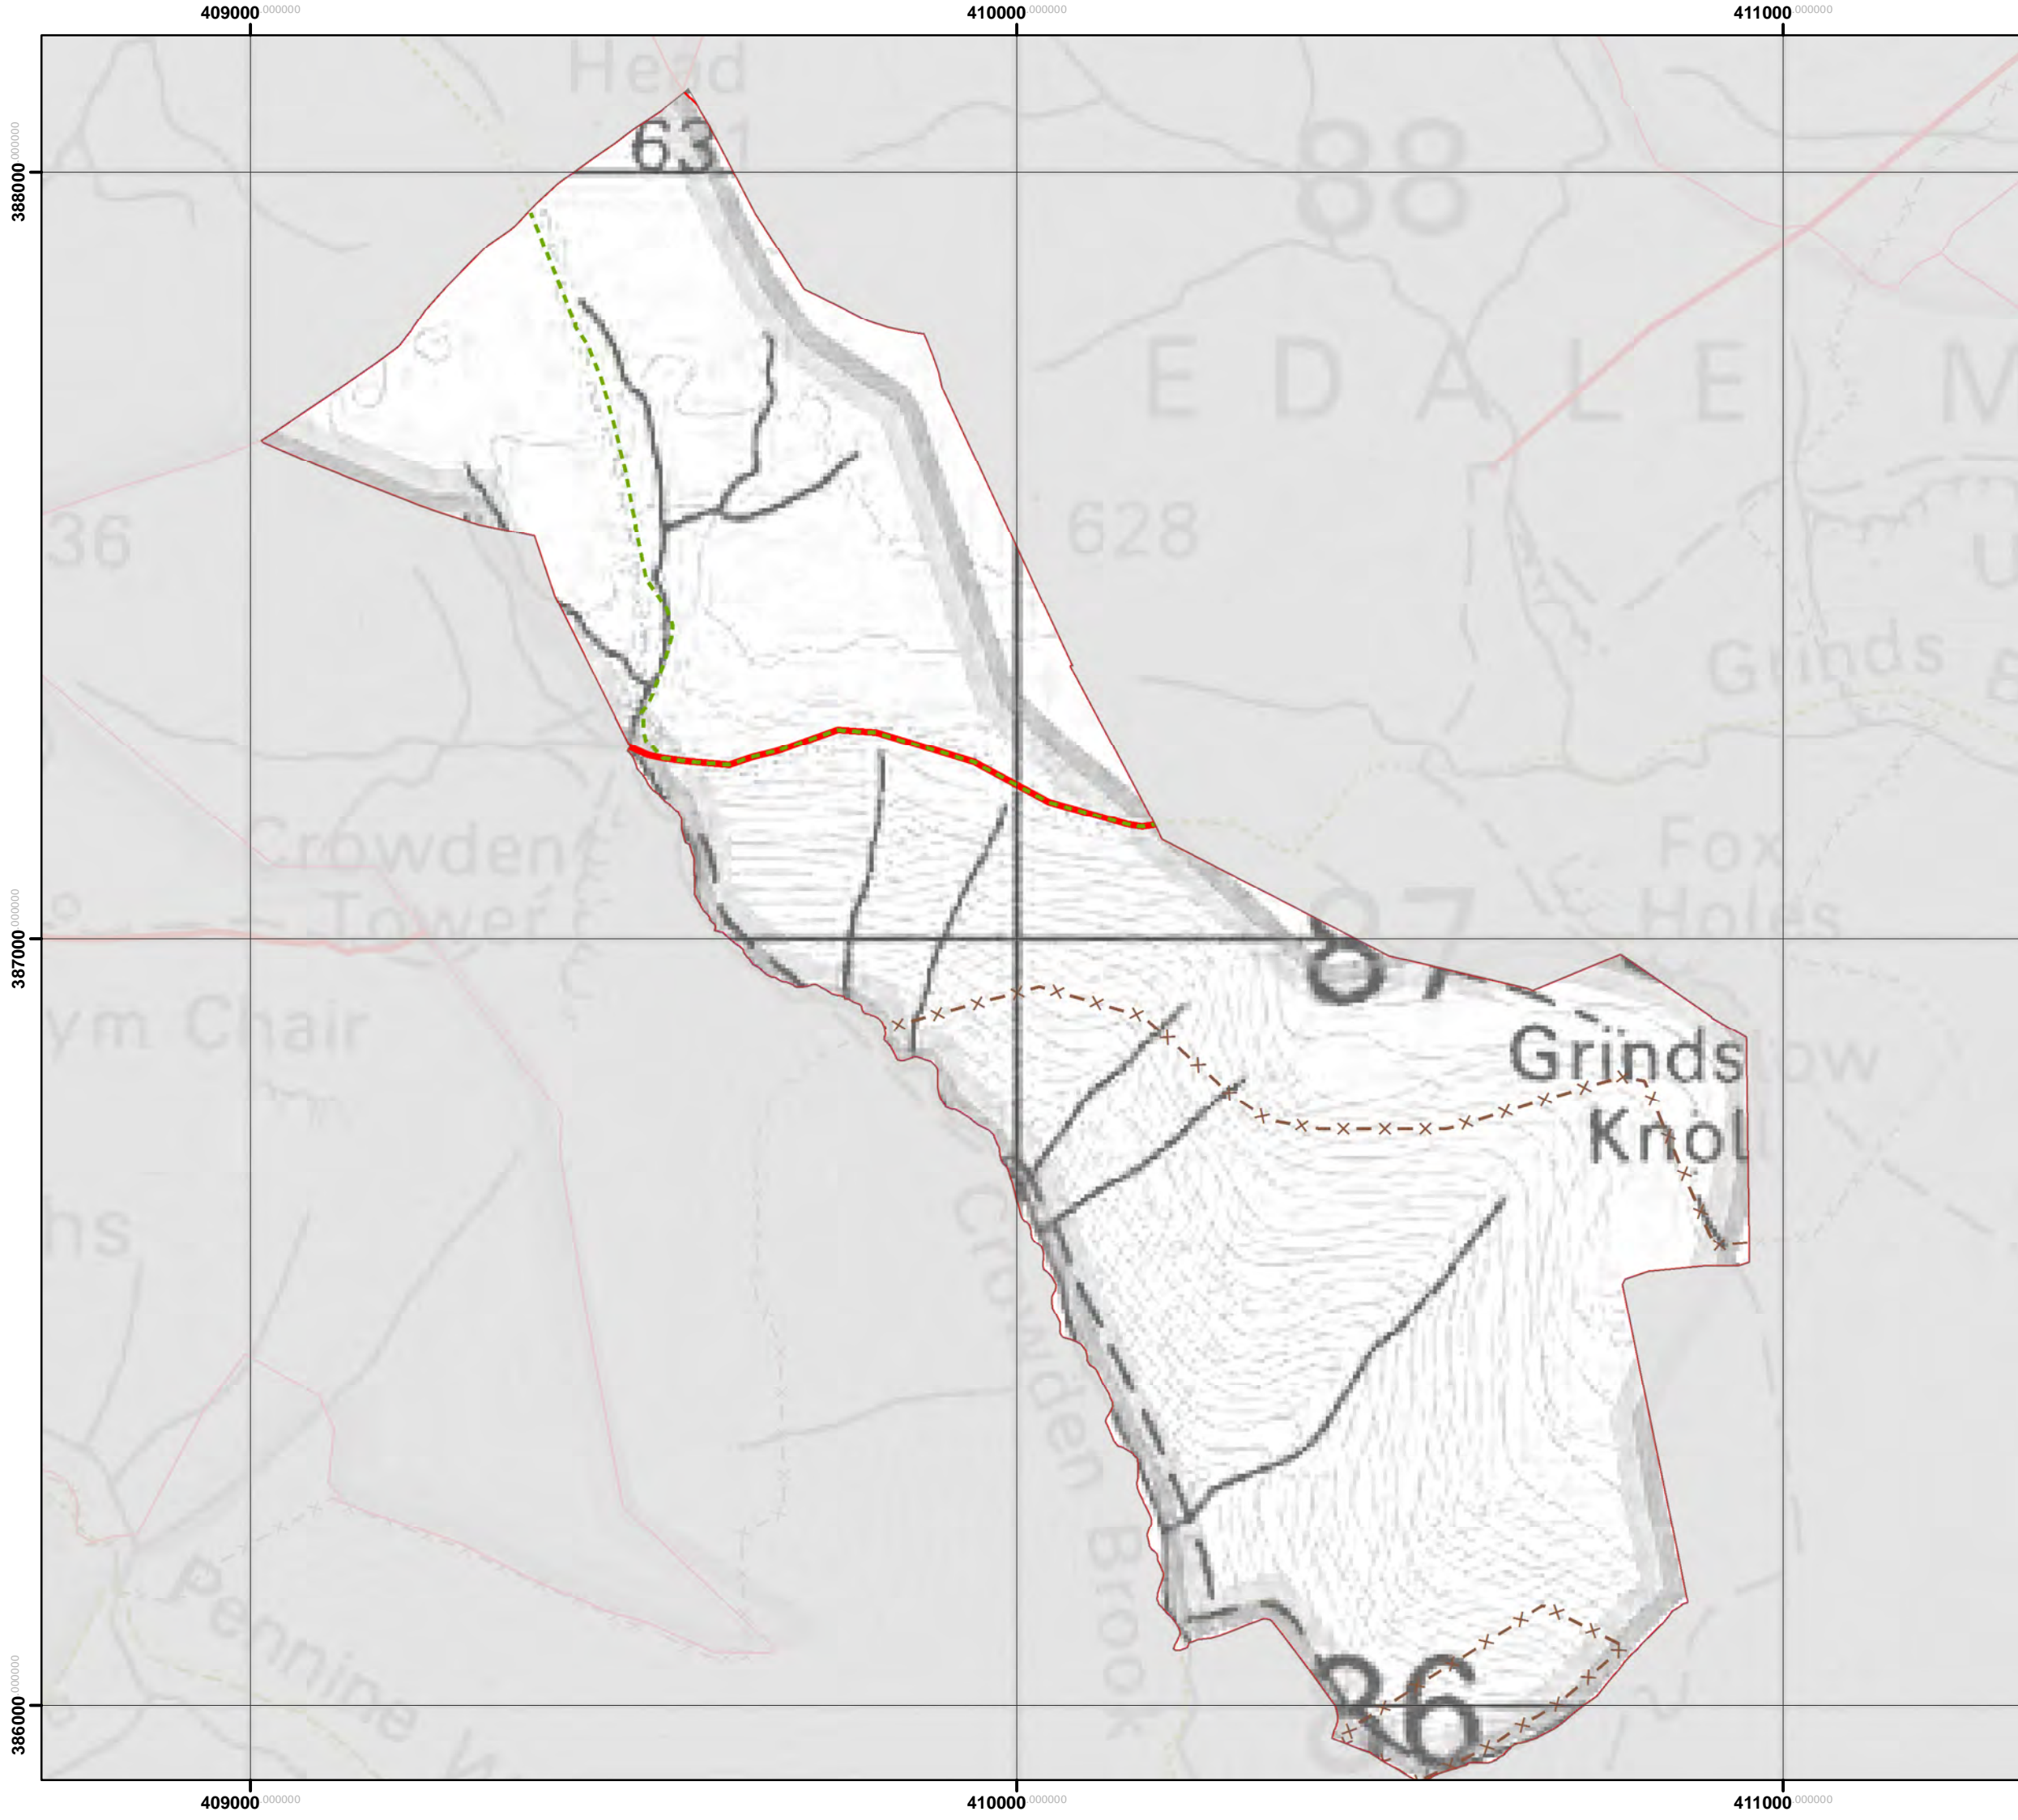 409000.000000 410000.000000 411000.000000
388000.000000
387000.000000
386000.000000
Head
63 1
88
E D A L E M
36
628
Grinds B
U
Crowden
Tower
Fox
Holes
87
ym Chair
Grinds low
Knoll
hs
Crowden Brook
Pennine W
86
409000.000000 410000.000000 411000.000000